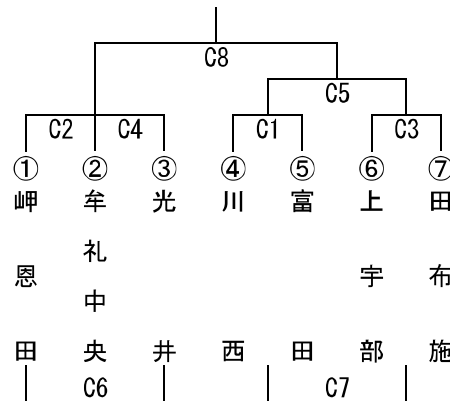 C8
C5
C2 C4 C1 C3
① ② ③ ④ ⑤ ⑥ ⑦
岬恩田
牟礼中央
光井
川西
富田
上宇部
田布施
C6 C7